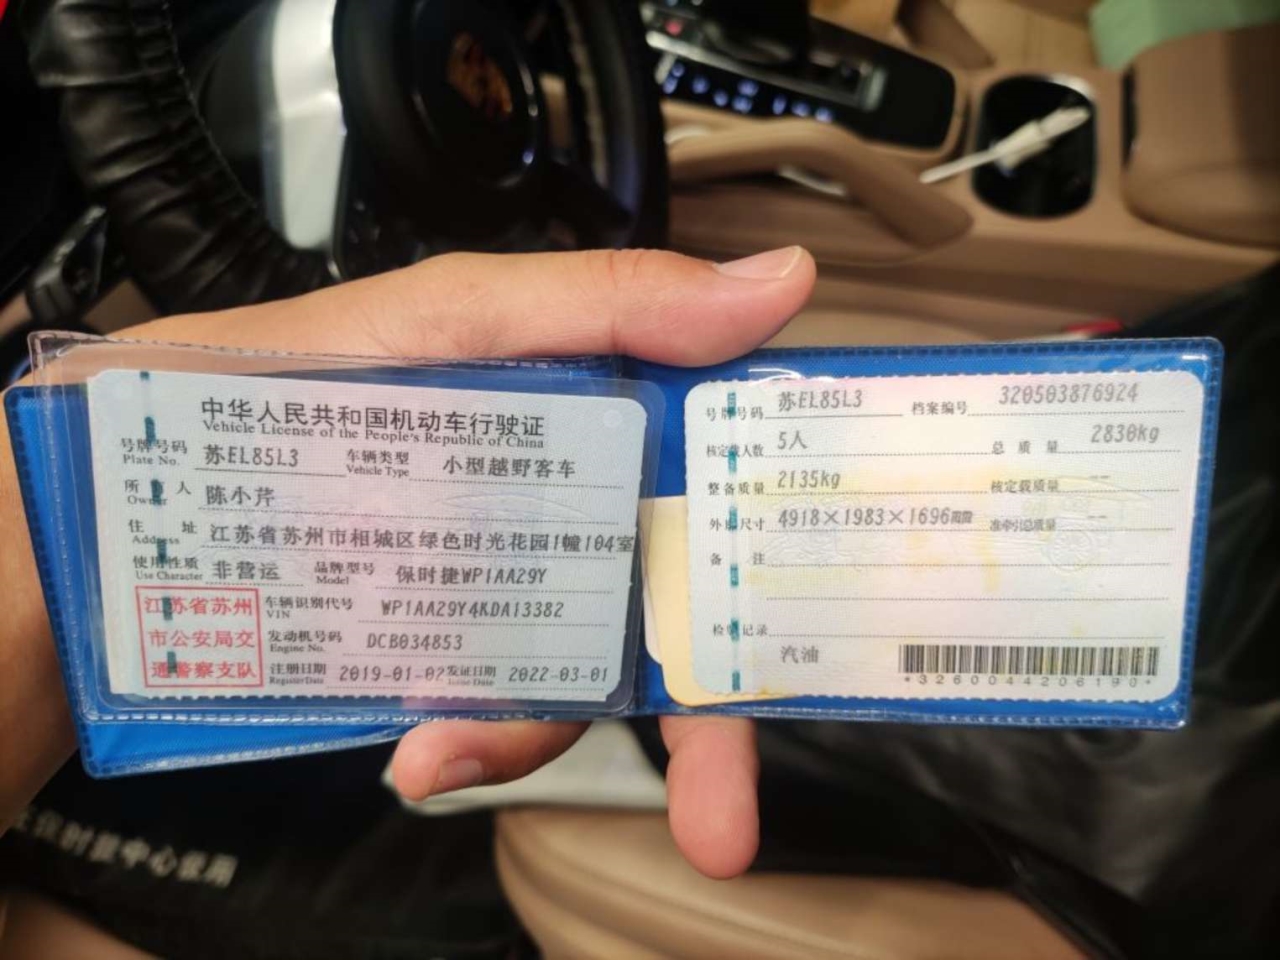 中华人民共和国机动车行驶证
Vehicle License of the People's Republic of China
号牌号码 苏EL85L3 车辆类型 小型越野客车
Plate No. Vehicle Type
所有人 陈小芹
Owner
住址 江苏省苏州市相城区绿色时光花园1幢104室
Address
使用性质 非营运 品牌型号 保时捷WP1AA29Y
Use Character Model
江苏省苏州
市公安局交
通警察支队
车辆识别代号 WP1AA29Y4KDA13382
VIN
发动机号码 DCB034853
Engine No.
注册日期 2019-01-02 发证日期 2022-03-01
Register Date Issue Date
号牌号码 苏EL85L3 档案编号 320503876924
核定载人数 5人 总质量 2830kg
整备质量 2135kg 核定载质量 --
外廓尺寸 4918×1983×1696mm 准牵引总质量 --
备注
检验记录
汽油
*3260044206190*
中心使用